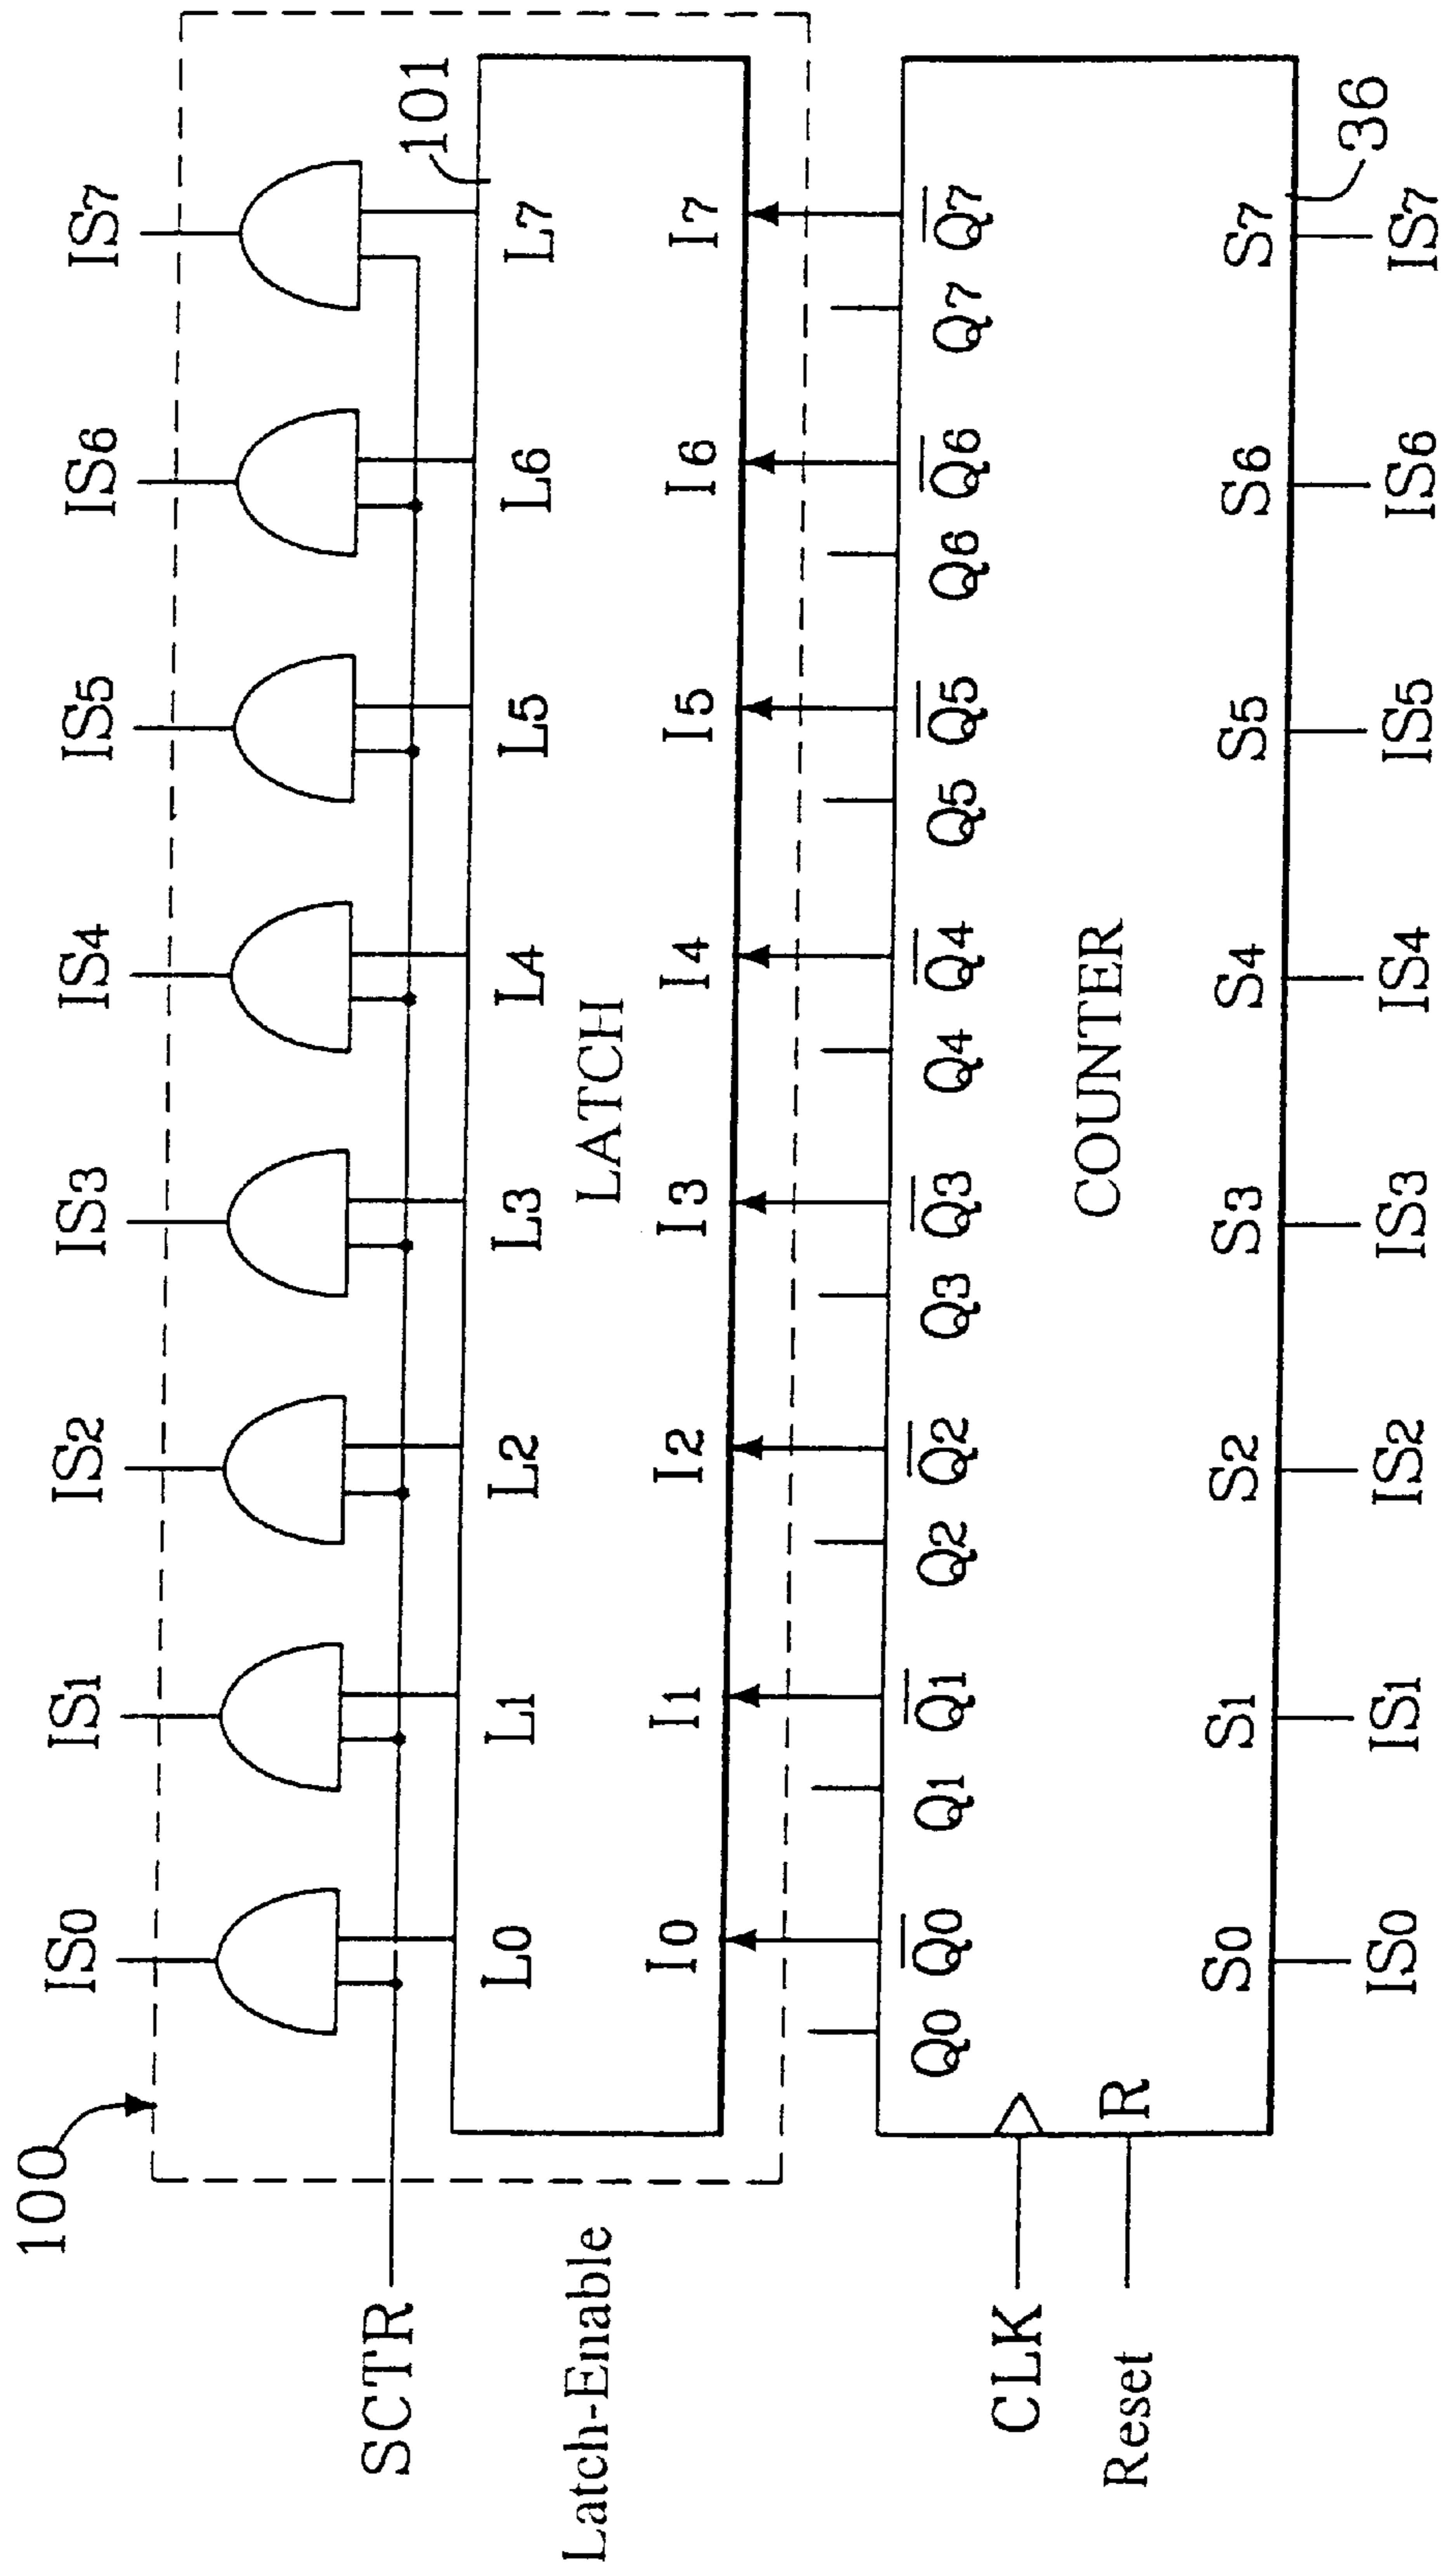 100
IS0 IS1 IS2 IS3 IS4 IS5 IS6 IS7
SCTR
101
L0 L1 L2 L3 L4 L5 L6 L7
Latch-Enable
LATCH
I0 I1 I2 I3 I4 I5 I6 I7
Q0 Q̅0 Q1 Q̅1 Q2 Q̅2 Q3 Q̅3 Q4 Q̅4 Q5 Q̅5 Q6 Q̅6 Q7 Q̅7
CLK
COUNTER
R
Reset
S0 S1 S2 S3 S4 S5 S6 S7
36
IS0 IS1 IS2 IS3 IS4 IS5 IS6 IS7